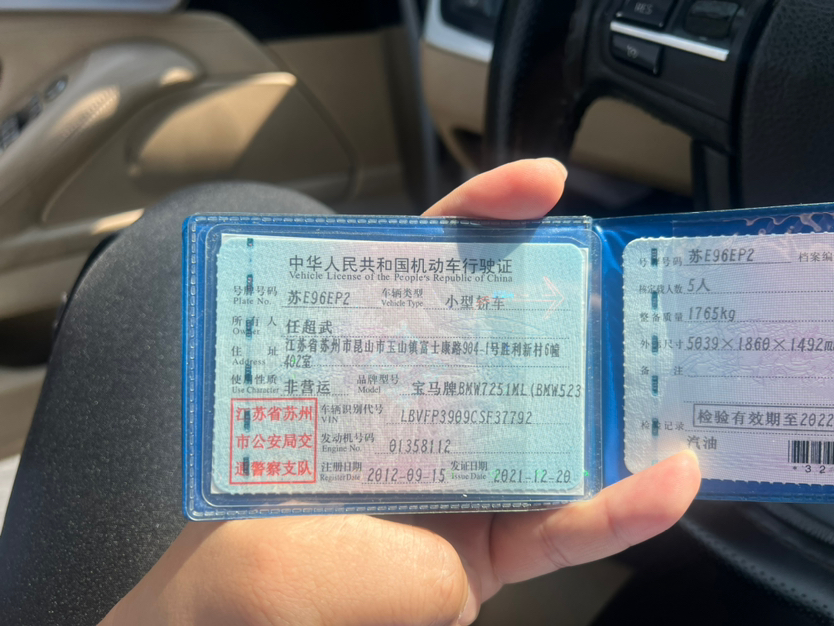 RES
中华人民共和国机动车行驶证
Vehicle License of the People's Republic of China
号牌号码 苏E96EP2 车辆类型 小型轿车
Plate No. Vehicle Type
所有人 任超武
Owner
住址 江苏省苏州市昆山市玉山镇富士康路904-1号胜利新村6幢
Address 402室
使用性质 非营运 品牌型号 宝马牌BMW7251ML(BMW523
Use Character Model
江苏省苏州
市公安局交
通警察支队
车辆识别代号 LBVFP3909CSF37792
VIN
发动机号码 01358112
Engine No.
注册日期 2012-09-15 发证日期 2021-12-20
Register Date Issue Date
号牌号码 苏E96EP2 档案编
核定载人数 5人
整备质量 1765kg
外廓尺寸 5039×1860×1492m
备注
检验记录 检验有效期至2022
汽油
*32